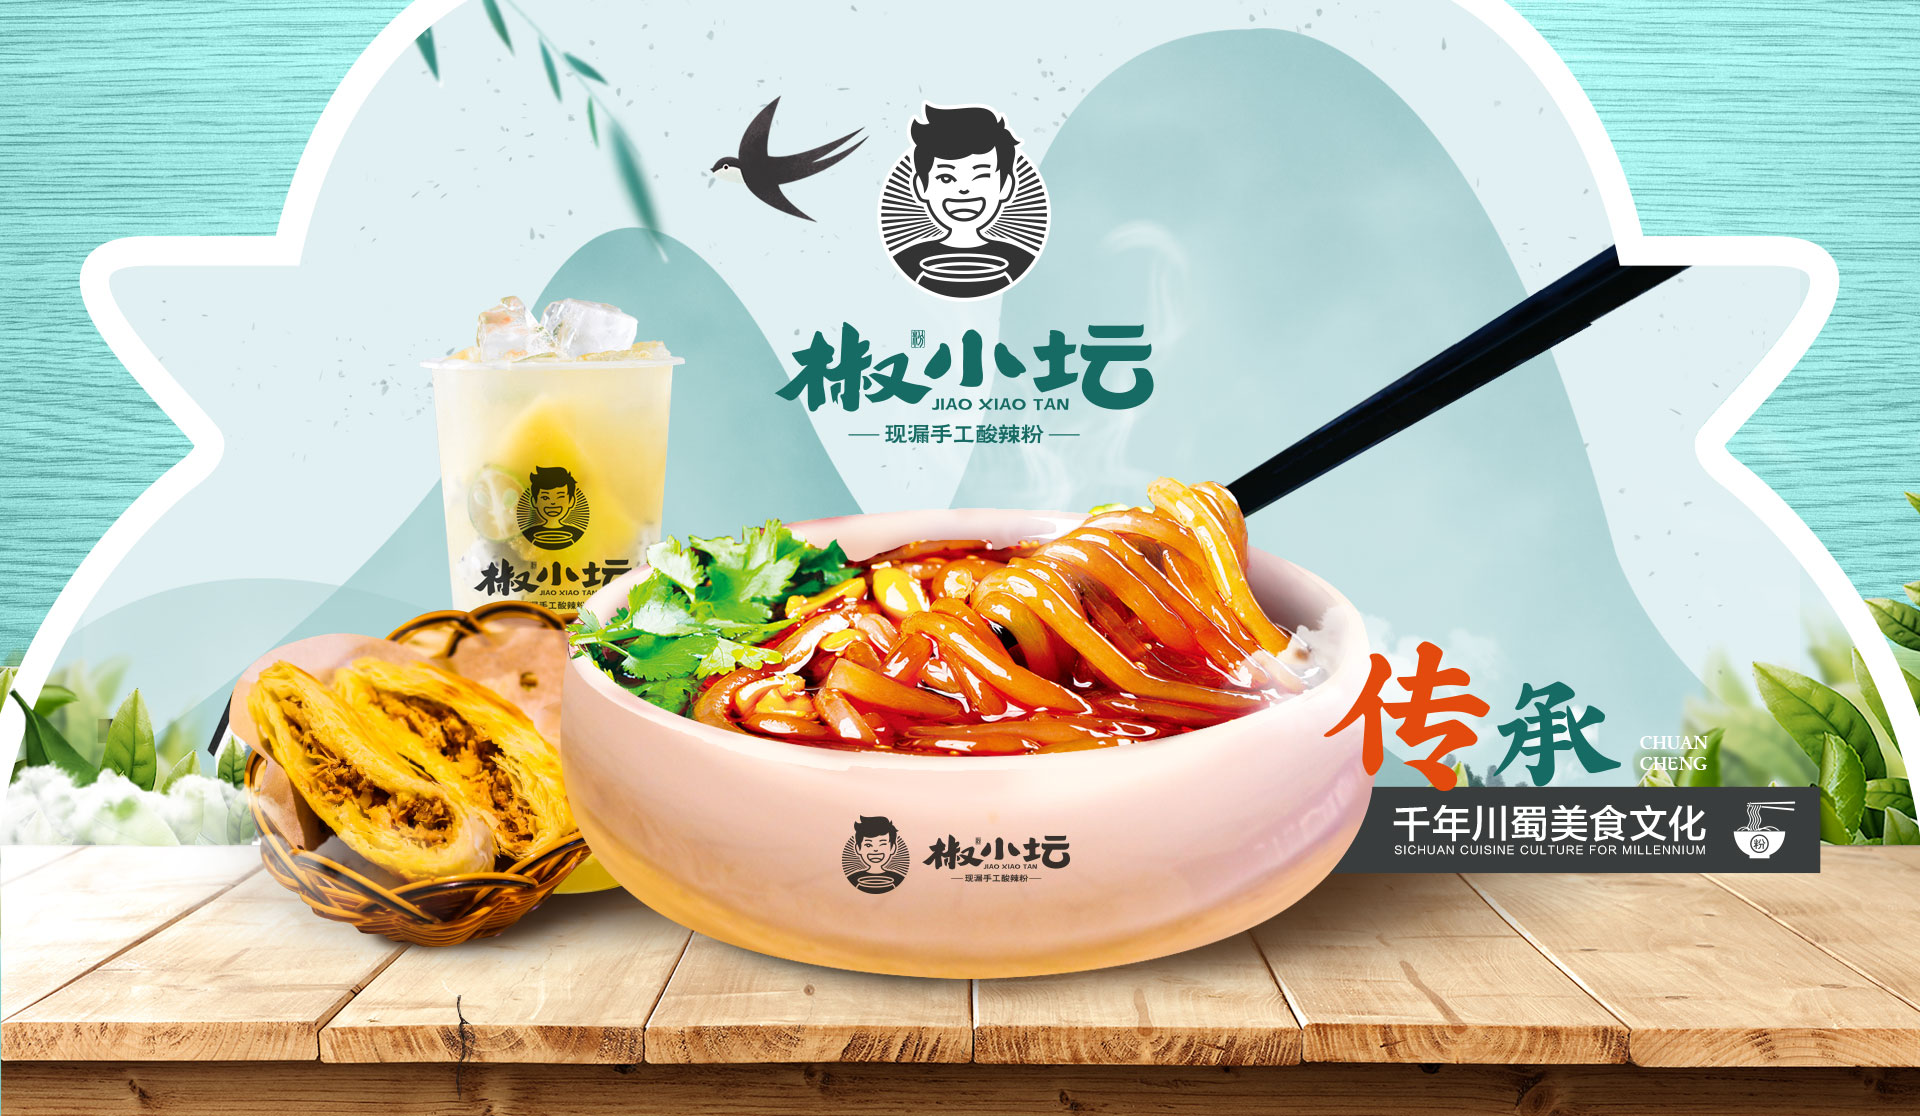 椒小坛
粉
JIAO XIAO TAN
现漏手工酸辣粉
椒小坛
JIAO XIAO TAN
手工酸辣粉
椒小坛
JIAO XIAO TAN
现漏手工酸辣粉
传承
CHUAN
CHENG
千年川蜀美食文化
SICHUAN CUISINE CULTURE FOR MILLENNIUM
粉